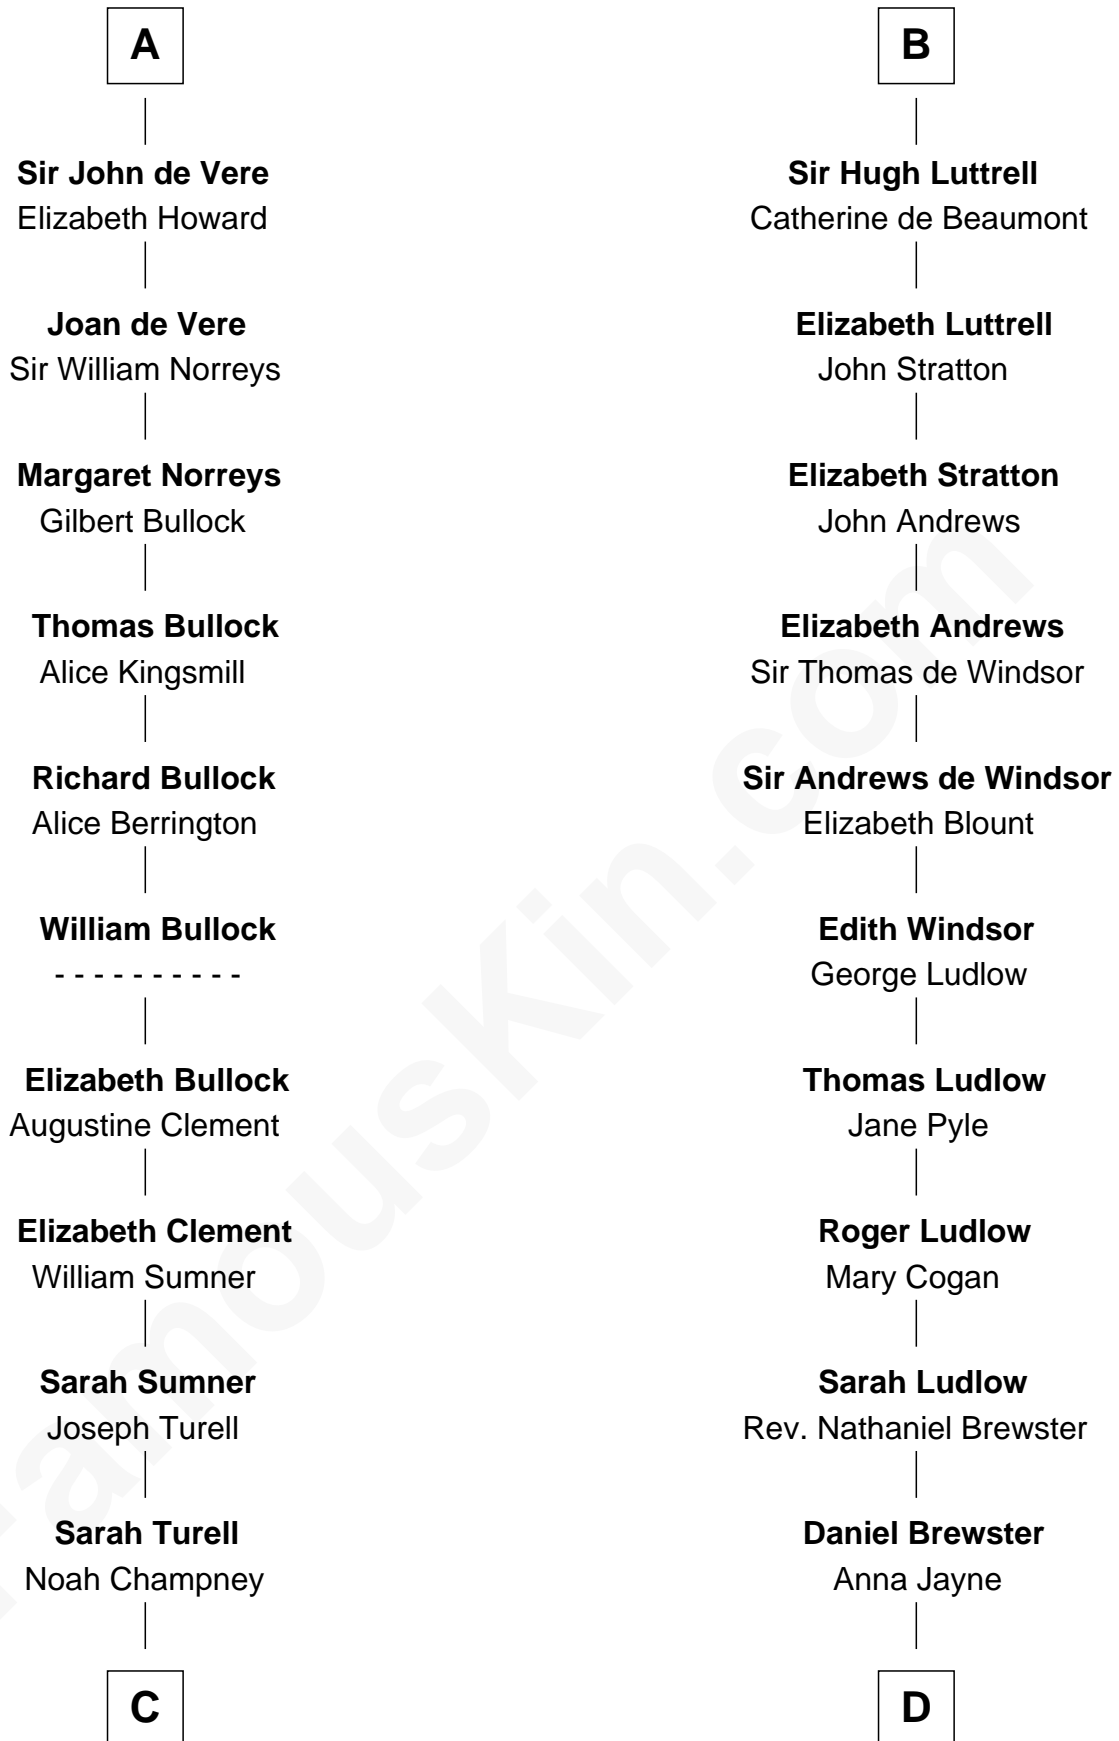 A
Sir John de Vere
Elizabeth Howard
Joan de Vere
Sir William Norreys
Margaret Norreys
Gilbert Bullock
Thomas Bullock
Alice Kingsmill
Richard Bullock
Alice Berrington
William Bullock
- - - - - - - - - -
Elizabeth Bullock
Augustine Clement
Elizabeth Clement
William Sumner
Sarah Sumner
Joseph Turell
Sarah Turell
Noah Champney
C
B
Sir Hugh Luttrell
Catherine de Beaumont
Elizabeth Luttrell
John Stratton
Elizabeth Stratton
John Andrews
Elizabeth Andrews
Sir Thomas de Windsor
Sir Andrews de Windsor
Elizabeth Blount
Edith Windsor
George Ludlow
Thomas Ludlow
Jane Pyle
Roger Ludlow
Mary Cogan
Sarah Ludlow
Rev. Nathaniel Brewster
Daniel Brewster
Anna Jayne
D
FamousKin.com